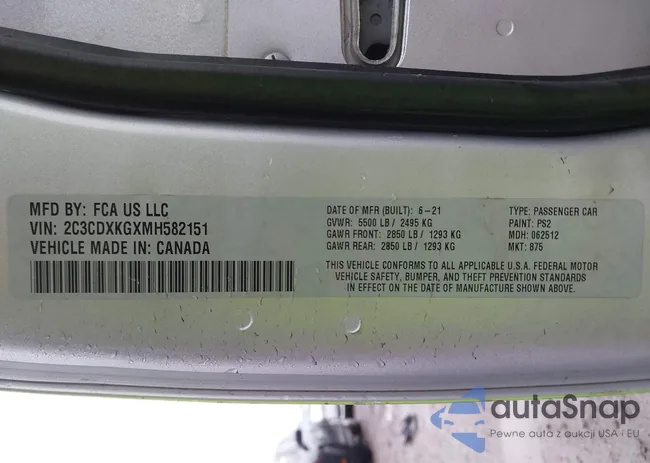 MFD BY: FCA US LLC
VIN: 2C3CDXKGXMH582151
VEHICLE MADE IN: CANADA
DATE OF MFR (BUILT): 6-21
GVWR: 5500 LB / 2495 KG
GAWR FRONT: 2850 LB / 1293 KG
GAWR REAR: 2850 LB / 1293 KG
TYPE: PASSENGER CAR
PAINT: PS2
MDH: 062512
MKT: 875
THIS VEHICLE CONFORMS TO ALL APPLICABLE U.S.A. FEDERAL MOTOR
VEHICLE SAFETY, BUMPER, AND THEFT PREVENTION STANDARDS
IN EFFECT ON THE DATE OF MANUFACTURE SHOWN ABOVE.
autaSnap
Pewne auta z aukcji USA i EU